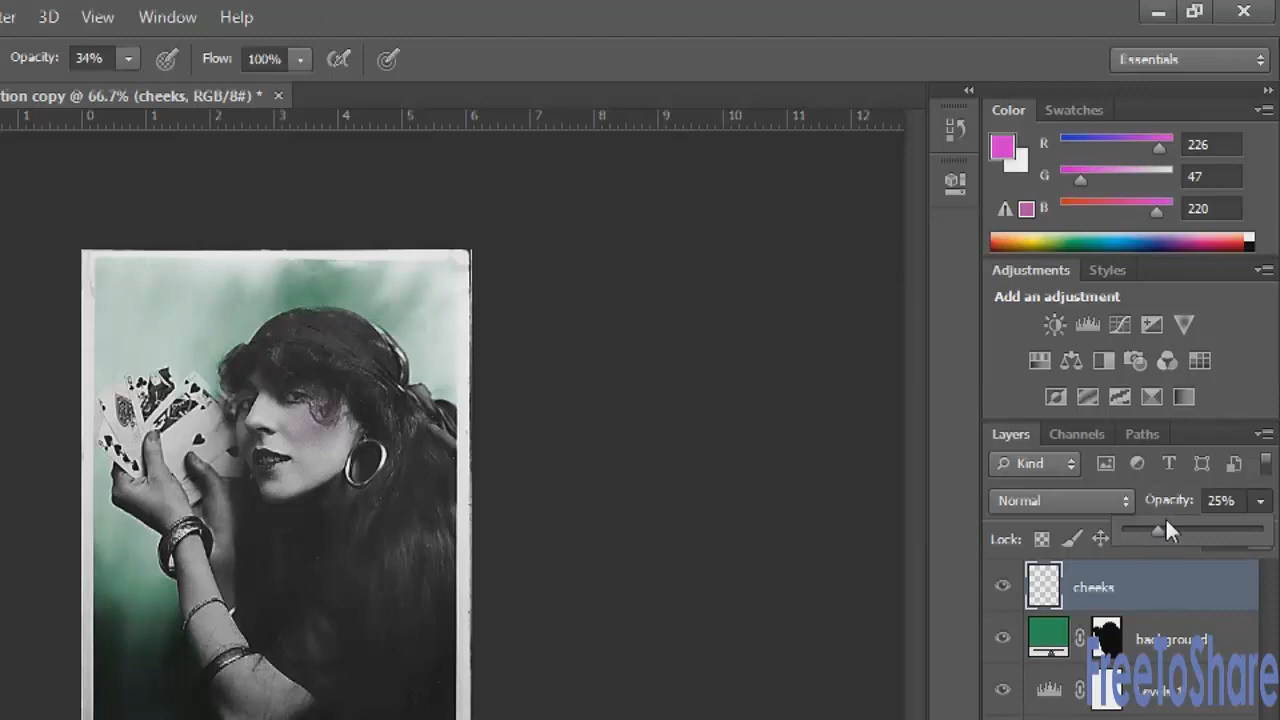 ter 3D View Window Help
Opacity: 34% Flow: 100% Essentials
tion copy @ 66.7% (cheeks, RGB/8#) * ×
1 0 1 2 3 4 5 6 7 8 9 10 11 12
Color Swatches
R 226
G 47
B 220
Adjustments Styles
Add an adjustment
Layers Channels Paths
Kind
Normal Opacity: 25%
Lock:
cheeks
background
FreeToShare